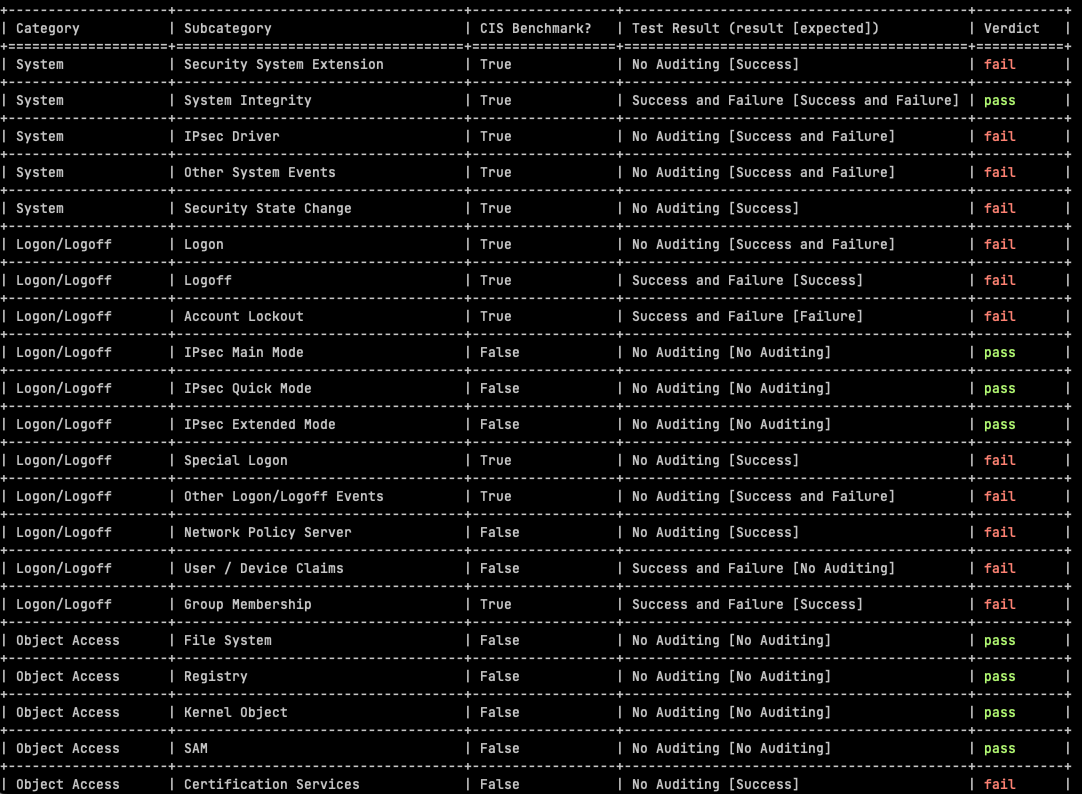 | Category | Subcategory | CIS Benchmark? | Test Result (result [expected]) | Verdict |
| System | Security System Extension | True | No Auditing [Success] | fail |
| System | System Integrity | True | Success and Failure [Success and Failure] | pass |
| System | IPsec Driver | True | No Auditing [Success and Failure] | fail |
| System | Other System Events | True | No Auditing [Success and Failure] | fail |
| System | Security State Change | True | No Auditing [Success] | fail |
| Logon/Logoff | Logon | True | No Auditing [Success and Failure] | fail |
| Logon/Logoff | Logoff | True | Success and Failure [Success] | fail |
| Logon/Logoff | Account Lockout | True | Success and Failure [Failure] | fail |
| Logon/Logoff | IPsec Main Mode | False | No Auditing [No Auditing] | pass |
| Logon/Logoff | IPsec Quick Mode | False | No Auditing [No Auditing] | pass |
| Logon/Logoff | IPsec Extended Mode | False | No Auditing [No Auditing] | pass |
| Logon/Logoff | Special Logon | True | No Auditing [Success] | fail |
| Logon/Logoff | Other Logon/Logoff Events | True | No Auditing [Success and Failure] | fail |
| Logon/Logoff | Network Policy Server | False | No Auditing [Success] | fail |
| Logon/Logoff | User / Device Claims | False | Success and Failure [No Auditing] | fail |
| Logon/Logoff | Group Membership | True | Success and Failure [Success] | fail |
| Object Access | File System | False | No Auditing [No Auditing] | pass |
| Object Access | Registry | False | No Auditing [No Auditing] | pass |
| Object Access | Kernel Object | False | No Auditing [No Auditing] | pass |
| Object Access | SAM | False | No Auditing [No Auditing] | pass |
| Object Access | Certification Services | False | No Auditing [Success] | fail |